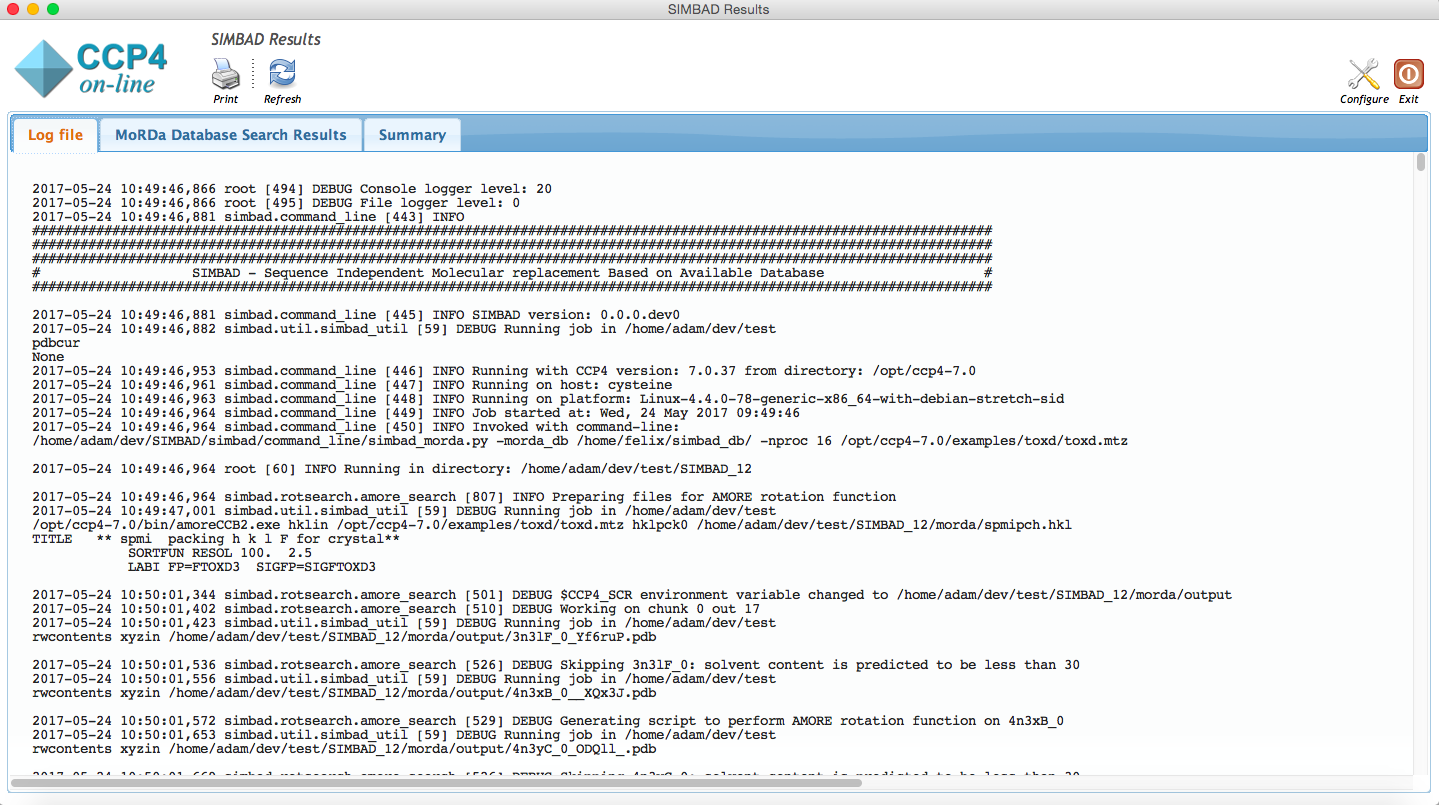 SIMBAD Results
CCP4
on-line
SIMBAD Results
Print
Refresh
Configure
Exit
Log file
MoRDa Database Search Results
Summary
2017-05-24 10:49:46,866 root [494] DEBUG Console logger level: 20
2017-05-24 10:49:46,866 root [495] DEBUG File logger level: 0
2017-05-24 10:49:46,881 simbad.command_line [443] INFO
########################################################################################################################
########################################################################################################################
########################################################################################################################
#                   SIMBAD - Sequence Independent Molecular replacement Based on Available Database                    #
########################################################################################################################
2017-05-24 10:49:46,881 simbad.command_line [445] INFO SIMBAD version: 0.0.0.dev0
2017-05-24 10:49:46,882 simbad.util.simbad_util [59] DEBUG Running job in /home/adam/dev/test
pdbcur
None
2017-05-24 10:49:46,953 simbad.command_line [446] INFO Running with CCP4 version: 7.0.37 from directory: /opt/ccp4-7.0
2017-05-24 10:49:46,961 simbad.command_line [447] INFO Running on host: cysteine
2017-05-24 10:49:46,963 simbad.command_line [448] INFO Running on platform: Linux-4.4.0-78-generic-x86_64-with-debian-stretch-sid
2017-05-24 10:49:46,964 simbad.command_line [449] INFO Job started at: Wed, 24 May 2017 09:49:46
2017-05-24 10:49:46,964 simbad.command_line [450] INFO Invoked with command-line:
/home/adam/dev/SIMBAD/simbad/command_line/simbad_morda.py -morda_db /home/felix/simbad_db/ -nproc 16 /opt/ccp4-7.0/examples/toxd/toxd.mtz
2017-05-24 10:49:46,964 root [60] INFO Running in directory: /home/adam/dev/test/SIMBAD_12
2017-05-24 10:49:46,964 simbad.rotsearch.amore_search [807] INFO Preparing files for AMORE rotation function
2017-05-24 10:49:47,001 simbad.util.simbad_util [59] DEBUG Running job in /home/adam/dev/test
/opt/ccp4-7.0/bin/amoreCCB2.exe hklin /opt/ccp4-7.0/examples/toxd/toxd.mtz hklpck0 /home/adam/dev/test/SIMBAD_12/morda/spmipch.hkl
TITLE   ** spmi  packing h k l F for crystal**
SORTFUN RESOL 100.  2.5
LABI FP=FTOXD3  SIGFP=SIGFTOXD3
2017-05-24 10:50:01,344 simbad.rotsearch.amore_search [501] DEBUG $CCP4_SCR environment variable changed to /home/adam/dev/test/SIMBAD_12/morda/output
2017-05-24 10:50:01,402 simbad.rotsearch.amore_search [510] DEBUG Working on chunk 0 out 17
2017-05-24 10:50:01,423 simbad.util.simbad_util [59] DEBUG Running job in /home/adam/dev/test
rwcontents xyzin /home/adam/dev/test/SIMBAD_12/morda/output/3n3lF_0_Yf6ruP.pdb
2017-05-24 10:50:01,536 simbad.rotsearch.amore_search [526] DEBUG Skipping 3n3lF_0: solvent content is predicted to be less than 30
2017-05-24 10:50:01,556 simbad.util.simbad_util [59] DEBUG Running job in /home/adam/dev/test
rwcontents xyzin /home/adam/dev/test/SIMBAD_12/morda/output/4n3xB_0__XQx3J.pdb
2017-05-24 10:50:01,572 simbad.rotsearch.amore_search [529] DEBUG Generating script to perform AMORE rotation function on 4n3xB_0
2017-05-24 10:50:01,653 simbad.util.simbad_util [59] DEBUG Running job in /home/adam/dev/test
rwcontents xyzin /home/adam/dev/test/SIMBAD_12/morda/output/4n3yC_0_ODQll_.pdb